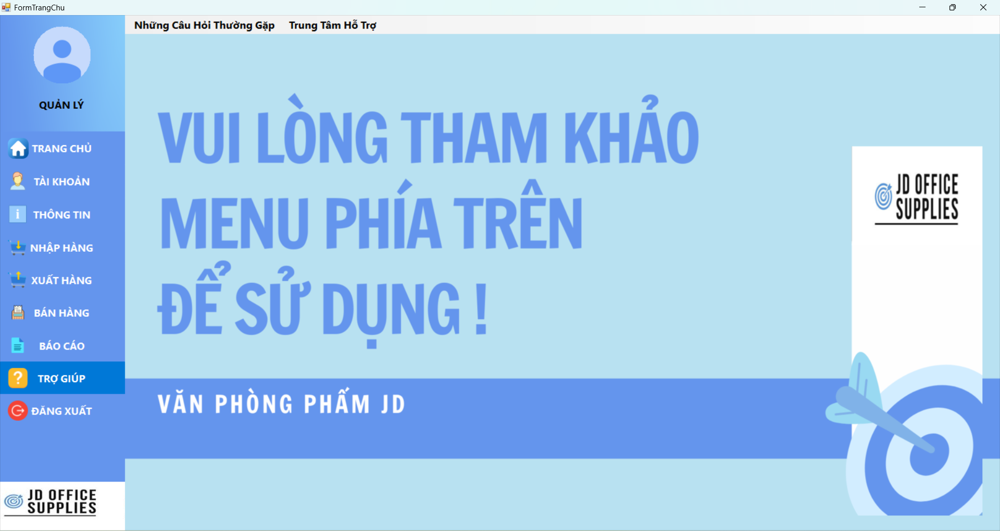 FormTrangChu
Những Câu Hỏi Thường Gặp Trung Tâm Hỗ Trợ
QUẢN LÝ
TRANG CHỦ
TÀI KHOẢN
THÔNG TIN
NHẬP HÀNG
XUẤT HÀNG
BÁN HÀNG
BÁO CÁO
TRỢ GIÚP
ĐĂNG XUẤT
JD OFFICE
SUPPLIES
VUI LÒNG THAM KHẢO
MENU PHÍA TRÊN
ĐỂ SỬ DỤNG !
VĂN PHÒNG PHẨM JD
JD OFFICE
SUPPLIES